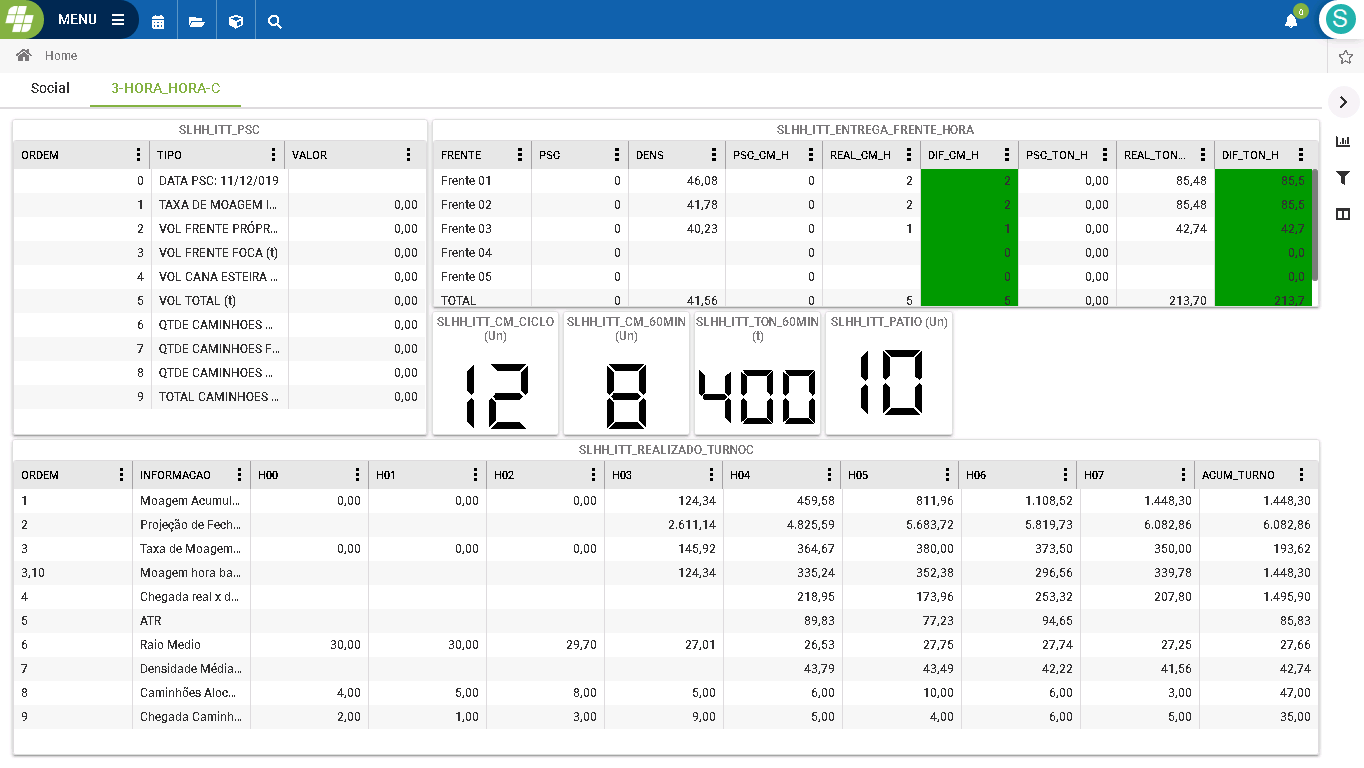 MENU
0
S
Home
Social 3-HORA_HORA-C
SLHH_ITT_PSC
ORDEM TIPO VALOR
0 DATA PSC: 11/12/019
1 TAXA DE MOAGEM I... 0,00
2 VOL FRENTE PRÓPR... 0,00
3 VOL FRENTE FOCA (t) 0,00
4 VOL CANA ESTEIRA ... 0,00
5 VOL TOTAL (t) 0,00
6 QTDE CAMINHOES ... 0,00
7 QTDE CAMINHOES F... 0,00
8 QTDE CAMINHOES ... 0,00
9 TOTAL CAMINHOES ... 0,00
SLHH_ITT_ENTREGA_FRENTE_HORA
FRENTE PSC DENS PSC_CM_H REAL_CM_H DIF_CM_H PSC_TON_H REAL_TON... DIF_TON_H
Frente 01 0 46,08 0 2 2 0,00 85,48 85,5
Frente 02 0 41,78 0 2 2 0,00 85,48 85,5
Frente 03 0 40,23 0 1 1 0,00 42,74 42,7
Frente 04 0 0 0 0,00 0,0
Frente 05 0 0 0 0,00 0,0
TOTAL 0 41,56 0 5 5 0,00 213,70 213,7
SLHH_ITT_CM_CICLO
(Un)
12
SLHH_ITT_CM_60MIN
(Un)
8
SLHH_ITT_TON_60MIN
(t)
400
SLHH_ITT_PATIO (Un)
10
SLHH_ITT_REALIZADO_TURNOC
ORDEM INFORMACAO H00 H01 H02 H03 H04 H05 H06 H07 ACUM_TURNO
1 Moagem Acumul... 0,00 0,00 0,00 124,34 459,58 811,96 1.108,52 1.448,30 1.448,30
2 Projeção de Fech... 2.611,14 4.825,59 5.683,72 5.819,73 6.082,86 6.082,86
3 Taxa de Moagem... 0,00 0,00 0,00 145,92 364,67 380,00 373,50 350,00 193,62
3,10 Moagem hora ba... 124,34 335,24 352,38 296,56 339,78 1.448,30
4 Chegada real x d... 218,95 173,96 253,32 207,80 1.495,90
5 ATR 89,83 77,23 94,65 85,83
6 Raio Medio 30,00 30,00 29,70 27,01 26,53 27,75 27,74 27,25 27,66
7 Densidade Média... 43,79 43,49 42,22 41,56 42,74
8 Caminhões Aloc... 4,00 5,00 8,00 5,00 6,00 10,00 6,00 3,00 47,00
9 Chegada Caminh... 2,00 1,00 3,00 9,00 5,00 4,00 6,00 5,00 35,00